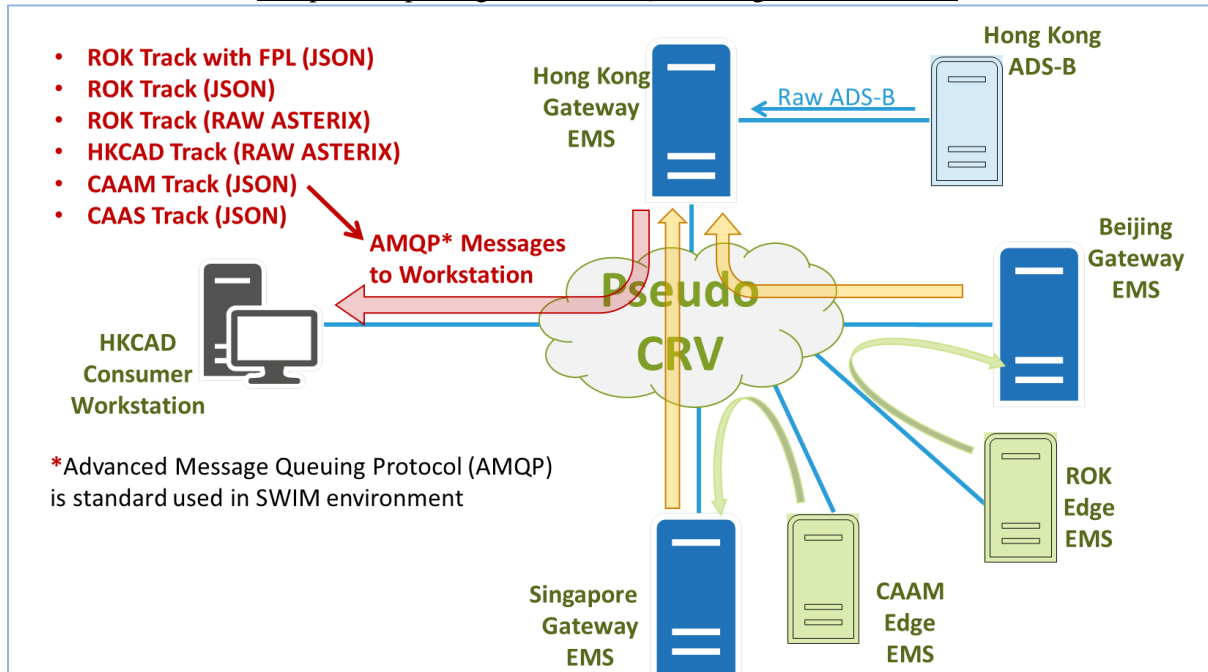 • ROK Track with FPL (JSON)
• ROK Track (JSON)
• ROK Track (RAW ASTERIX)
• HKCAD Track (RAW ASTERIX)
• CAAM Track (JSON)
• CAAS Track (JSON)
AMQP* Messages
to Workstation
Hong Kong
Gateway
EMS
Raw ADS-B
Hong Kong
ADS-B
Beijing
Gateway
EMS
Pseudo
CRV
HKCAD
Consumer
Workstation
*Advanced Message Queuing Protocol (AMQP)
is standard used in SWIM environment
ROK
Edge
EMS
CAAM
Edge
EMS
Singapore
Gateway
EMS